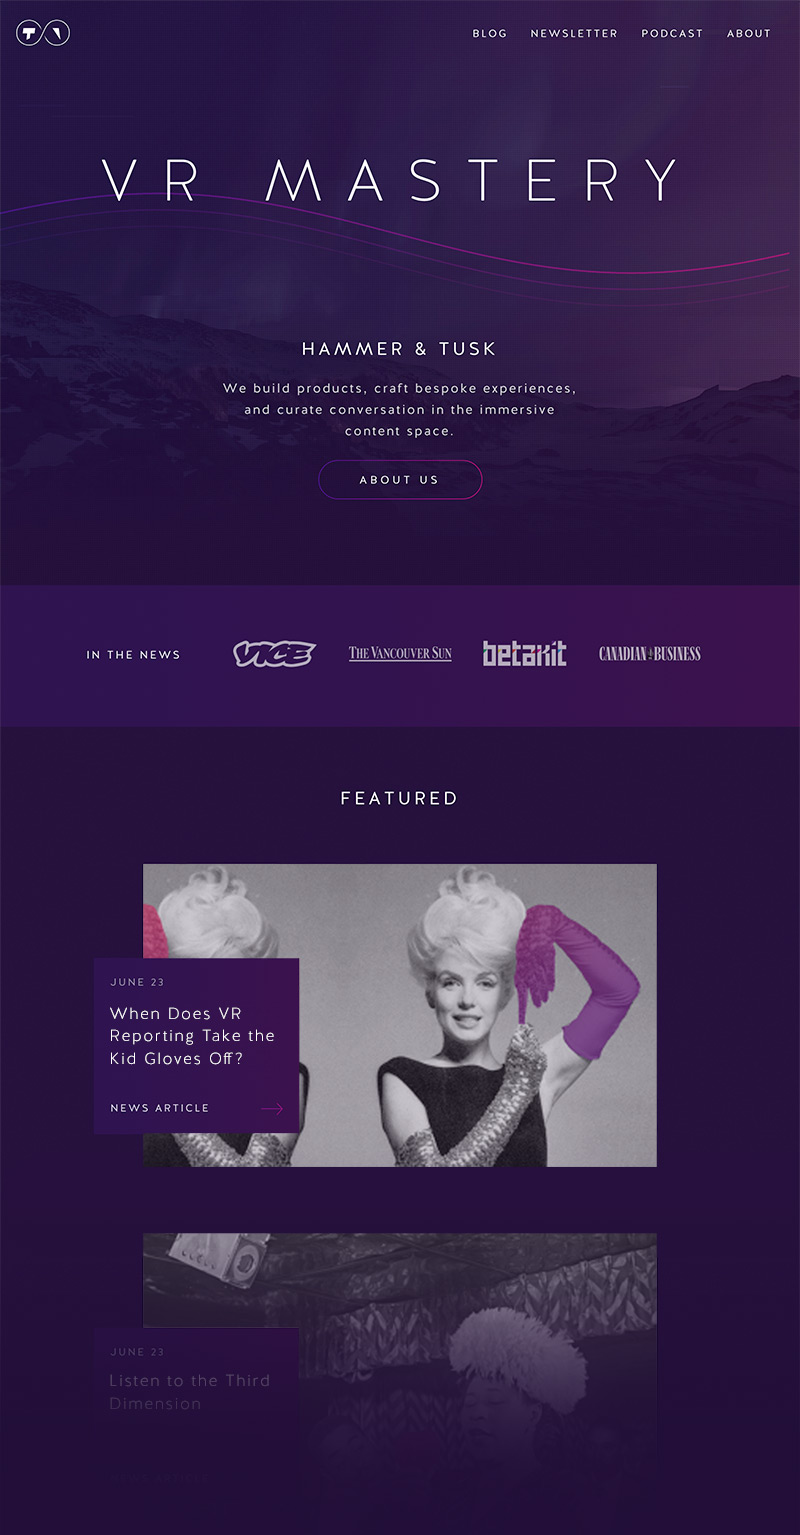 BLOG NEWSLETTER PODCAST ABOUT
VR MASTERY
HAMMER & TUSK
We build products, craft bespoke experiences,
and curate conversation in the immersive
content space.
ABOUT US
IN THE NEWS VICE THE VANCOUVER SUN betakit CANADIAN BUSINESS
FEATURED
JUNE 23
When Does VR
Reporting Take the
Kid Gloves Off?
NEWS ARTICLE
JUNE 23
Listen to the Third
Dimension